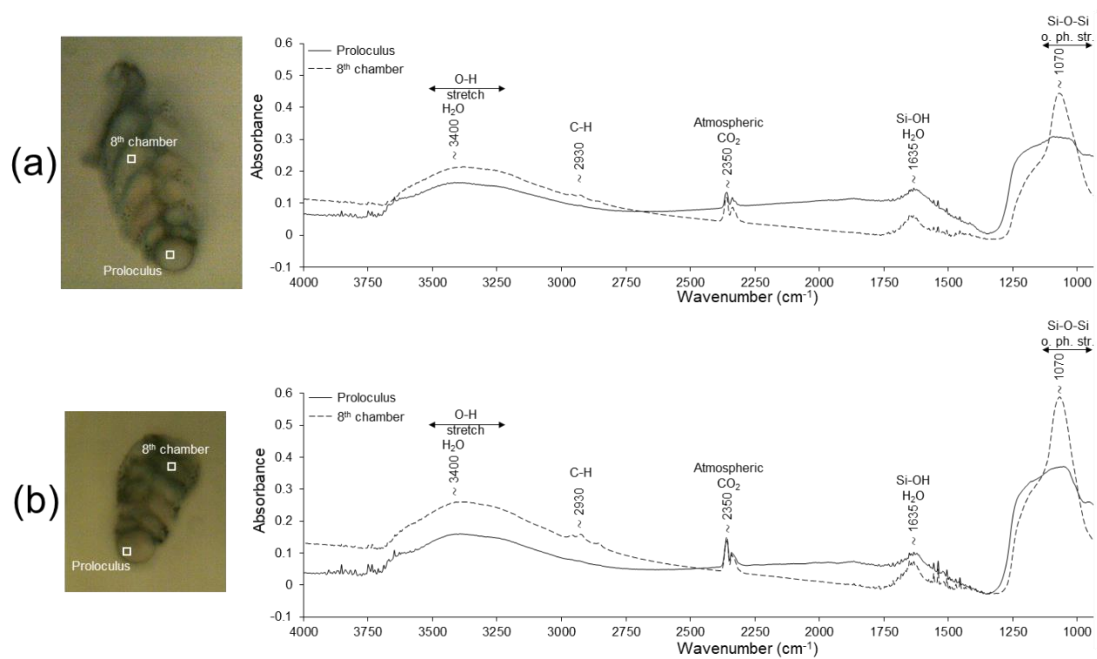 (a)
8th chamber
Proloculus
Si-O-Si
o. ph. str.
Proloculus
8th chamber
O-H
stretch
H2O
~ 3400
C-H
~ 2930
Atmospheric
CO2
~ 2350
Si-OH
H2O
~ 1635
~ 1070
Absorbance
0.6
0.5
0.4
0.3
0.2
0.1
0
-0.1
4000 3750 3500 3250 3000 2750 2500 2250 2000 1750 1500 1250 1000
Wavenumber (cm-1)
(b)
8th chamber
Proloculus
Si-O-Si
o. ph. str.
Proloculus
8th chamber
O-H
stretch
H2O
~ 3400
C-H
~ 2930
Atmospheric
CO2
~ 2350
Si-OH
H2O
~ 1635
~ 1070
Absorbance
0.6
0.5
0.4
0.3
0.2
0.1
0
-0.1
4000 3750 3500 3250 3000 2750 2500 2250 2000 1750 1500 1250 1000
Wavenumber (cm-1)